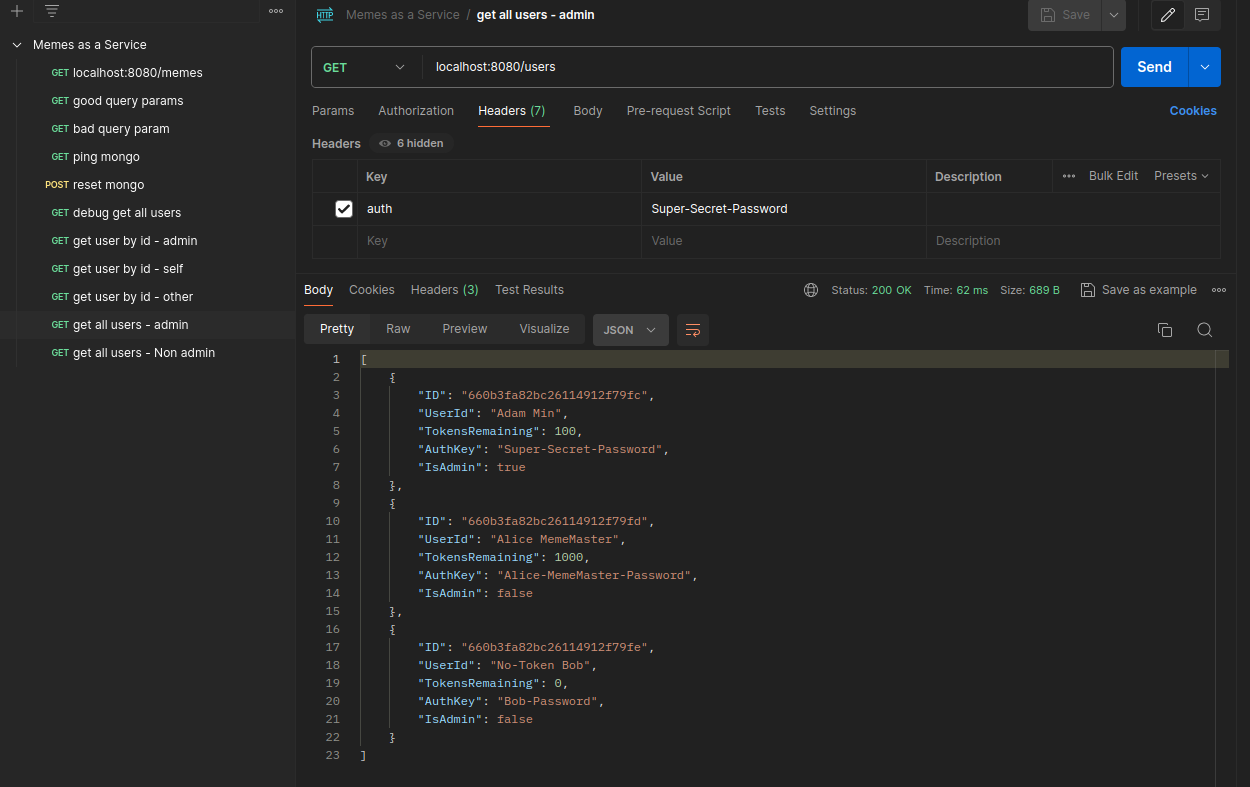 Memes as a Service
GET localhost:8080/memes
GET good query params
GET bad query param
GET ping mongo
POST reset mongo
GET debug get all users
GET get user by id - admin
GET get user by id - self
GET get user by id - other
GET get all users - admin
GET get all users - Non admin
HTTP Memes as a Service / get all users - admin
Save
GET localhost:8080/users
Send
Params Authorization Headers (7) Body Pre-request Script Tests Settings Cookies
Headers 6 hidden
Key Value Description Bulk Edit Presets
auth Super-Secret-Password
Key Value Description
Body Cookies Headers (3) Test Results Status: 200 OK Time: 62 ms Size: 689 B Save as example
Pretty Raw Preview Visualize JSON
1 [
2 {
3 "ID": "660b3fa82bc26114912f79fc",
4 "UserId": "Adam Min",
5 "TokensRemaining": 100,
6 "AuthKey": "Super-Secret-Password",
7 "IsAdmin": true
8 },
9 {
10 "ID": "660b3fa82bc26114912f79fd",
11 "UserId": "Alice MemeMaster",
12 "TokensRemaining": 1000,
13 "AuthKey": "Alice-MemeMaster-Password",
14 "IsAdmin": false
15 },
16 {
17 "ID": "660b3fa82bc26114912f79fe",
18 "UserId": "No-Token Bob",
19 "TokensRemaining": 0,
20 "AuthKey": "Bob-Password",
21 "IsAdmin": false
22 }
23 ]